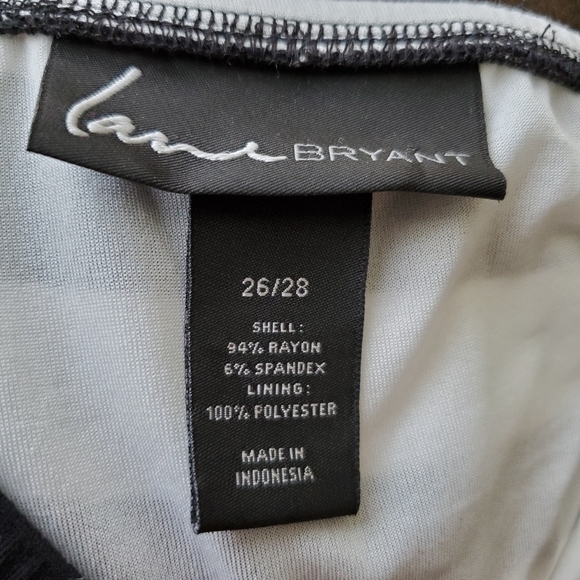 Lane BRYANT
26/28
SHELL:
94% RAYON
6% SPANDEX
LINING:
100% POLYESTER
MADE IN
INDONESIA